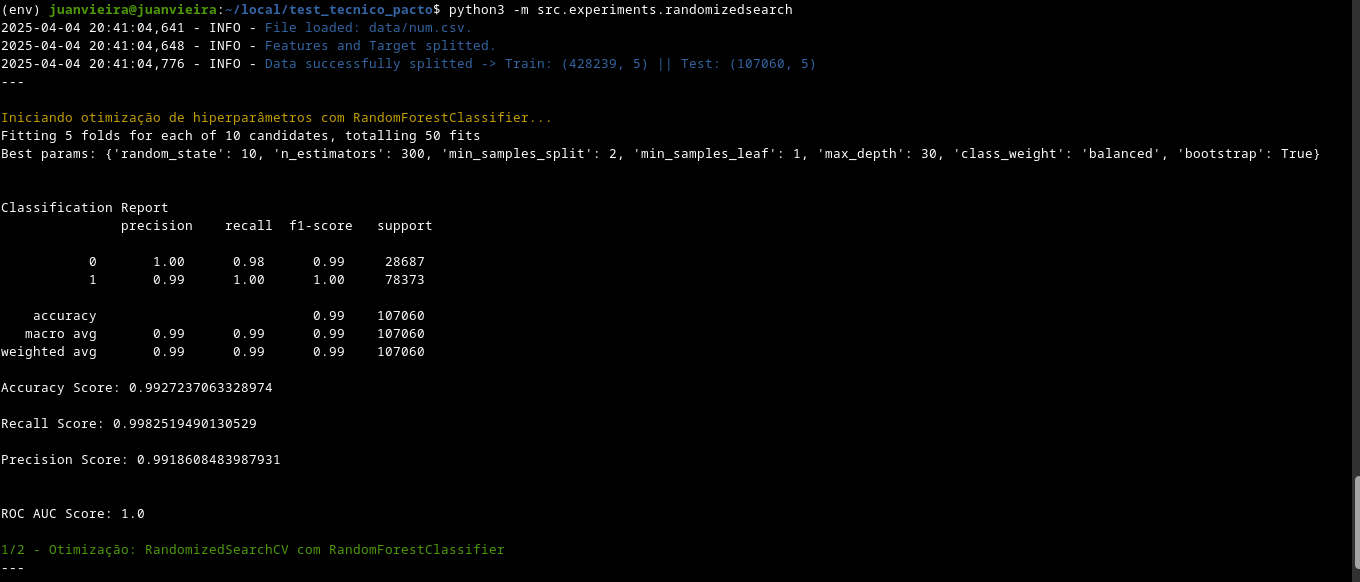 (env) juanvieira@juanvieira:~/local/test_tecnico_pacto$ python3 -m src.experiments.randomizedsearch
2025-04-04 20:41:04,641 - INFO - File loaded: data/num.csv.
2025-04-04 20:41:04,648 - INFO - Features and Target splitted.
2025-04-04 20:41:04,776 - INFO - Data successfully splitted -> Train: (428239, 5) || Test: (107060, 5)
---
Iniciando otimização de hiperparâmetros com RandomForestClassifier...
Fitting 5 folds for each of 10 candidates, totalling 50 fits
Best params: {'random_state': 10, 'n_estimators': 300, 'min_samples_split': 2, 'min_samples_leaf': 1, 'max_depth': 30, 'class_weight': 'balanced', 'bootstrap': True}
Classification Report
precision recall f1-score support
0 1.00 0.98 0.99 28687
1 0.99 1.00 1.00 78373
accuracy 0.99 107060
macro avg 0.99 0.99 0.99 107060
weighted avg 0.99 0.99 0.99 107060
Accuracy Score: 0.9927237063328974
Recall Score: 0.9982519490130529
Precision Score: 0.9918608483987931
ROC AUC Score: 1.0
1/2 - Otimização: RandomizedSearchCV com RandomForestClassifier
---